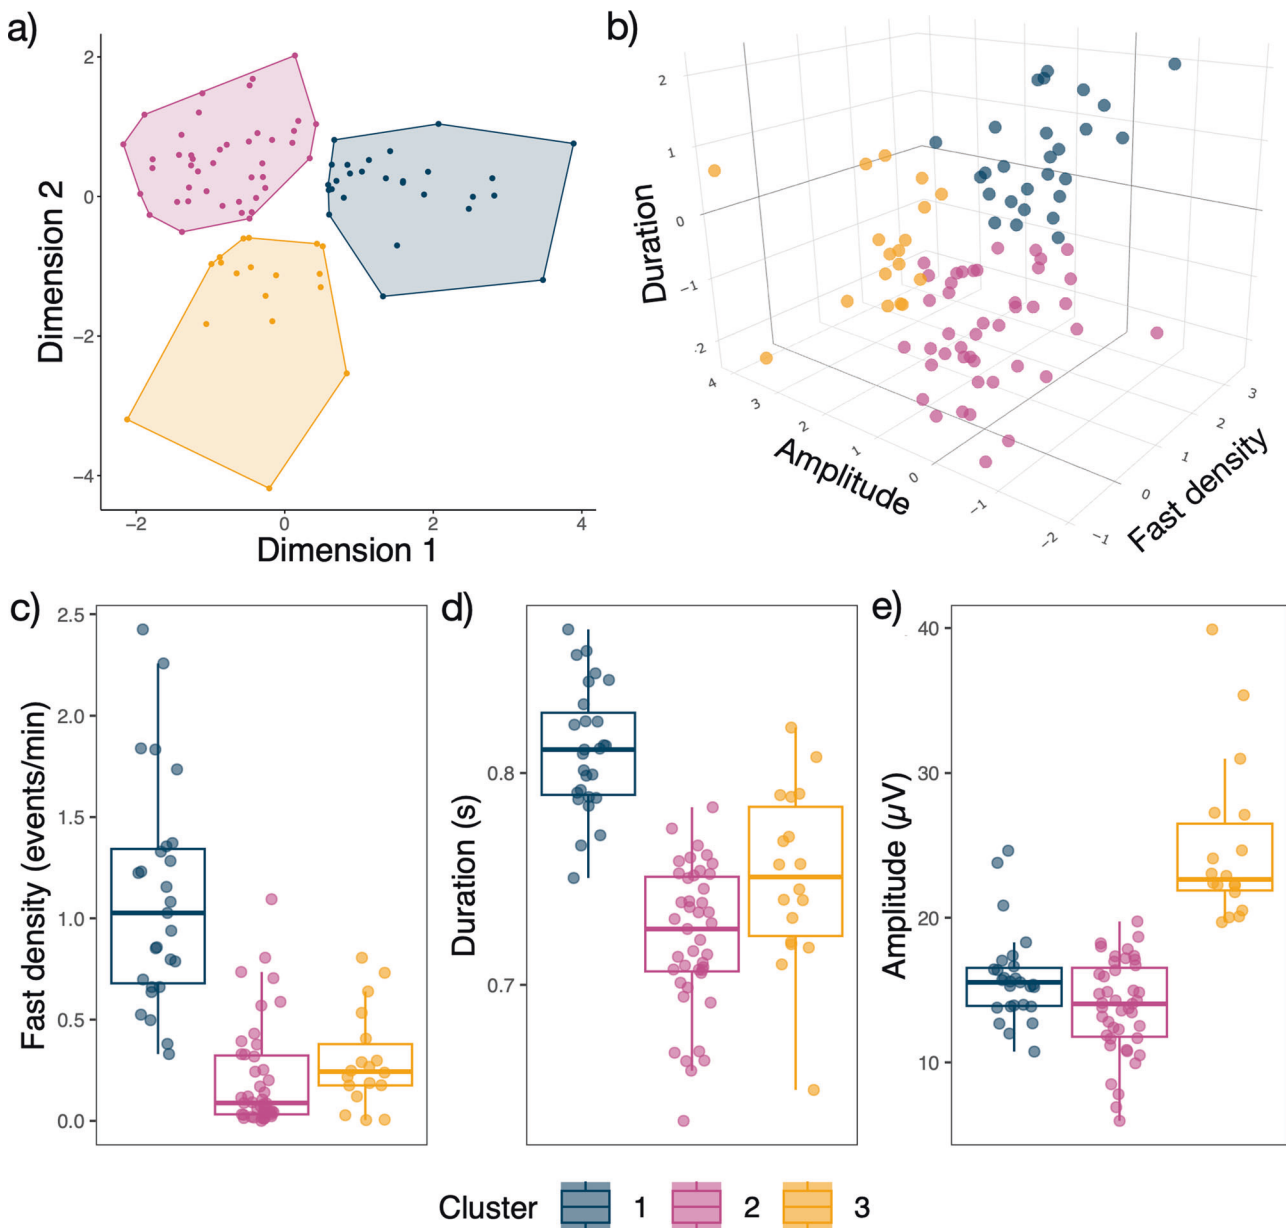 a)
2
0
−2
−4
Dimension 2
−2
0
2
4
Dimension 1
b)
2
1
0
−1
-2
Duration
4
3
2
1
0
−1
−2
Amplitude
3
2
1
0
−1
Fast density
c)
2.5
2.0
1.5
1.0
0.5
0.0
Fast density (events/min)
d)
0.8
0.7
Duration (s)
e)
40
30
20
10
Amplitude (µV)
Cluster 1 2 3